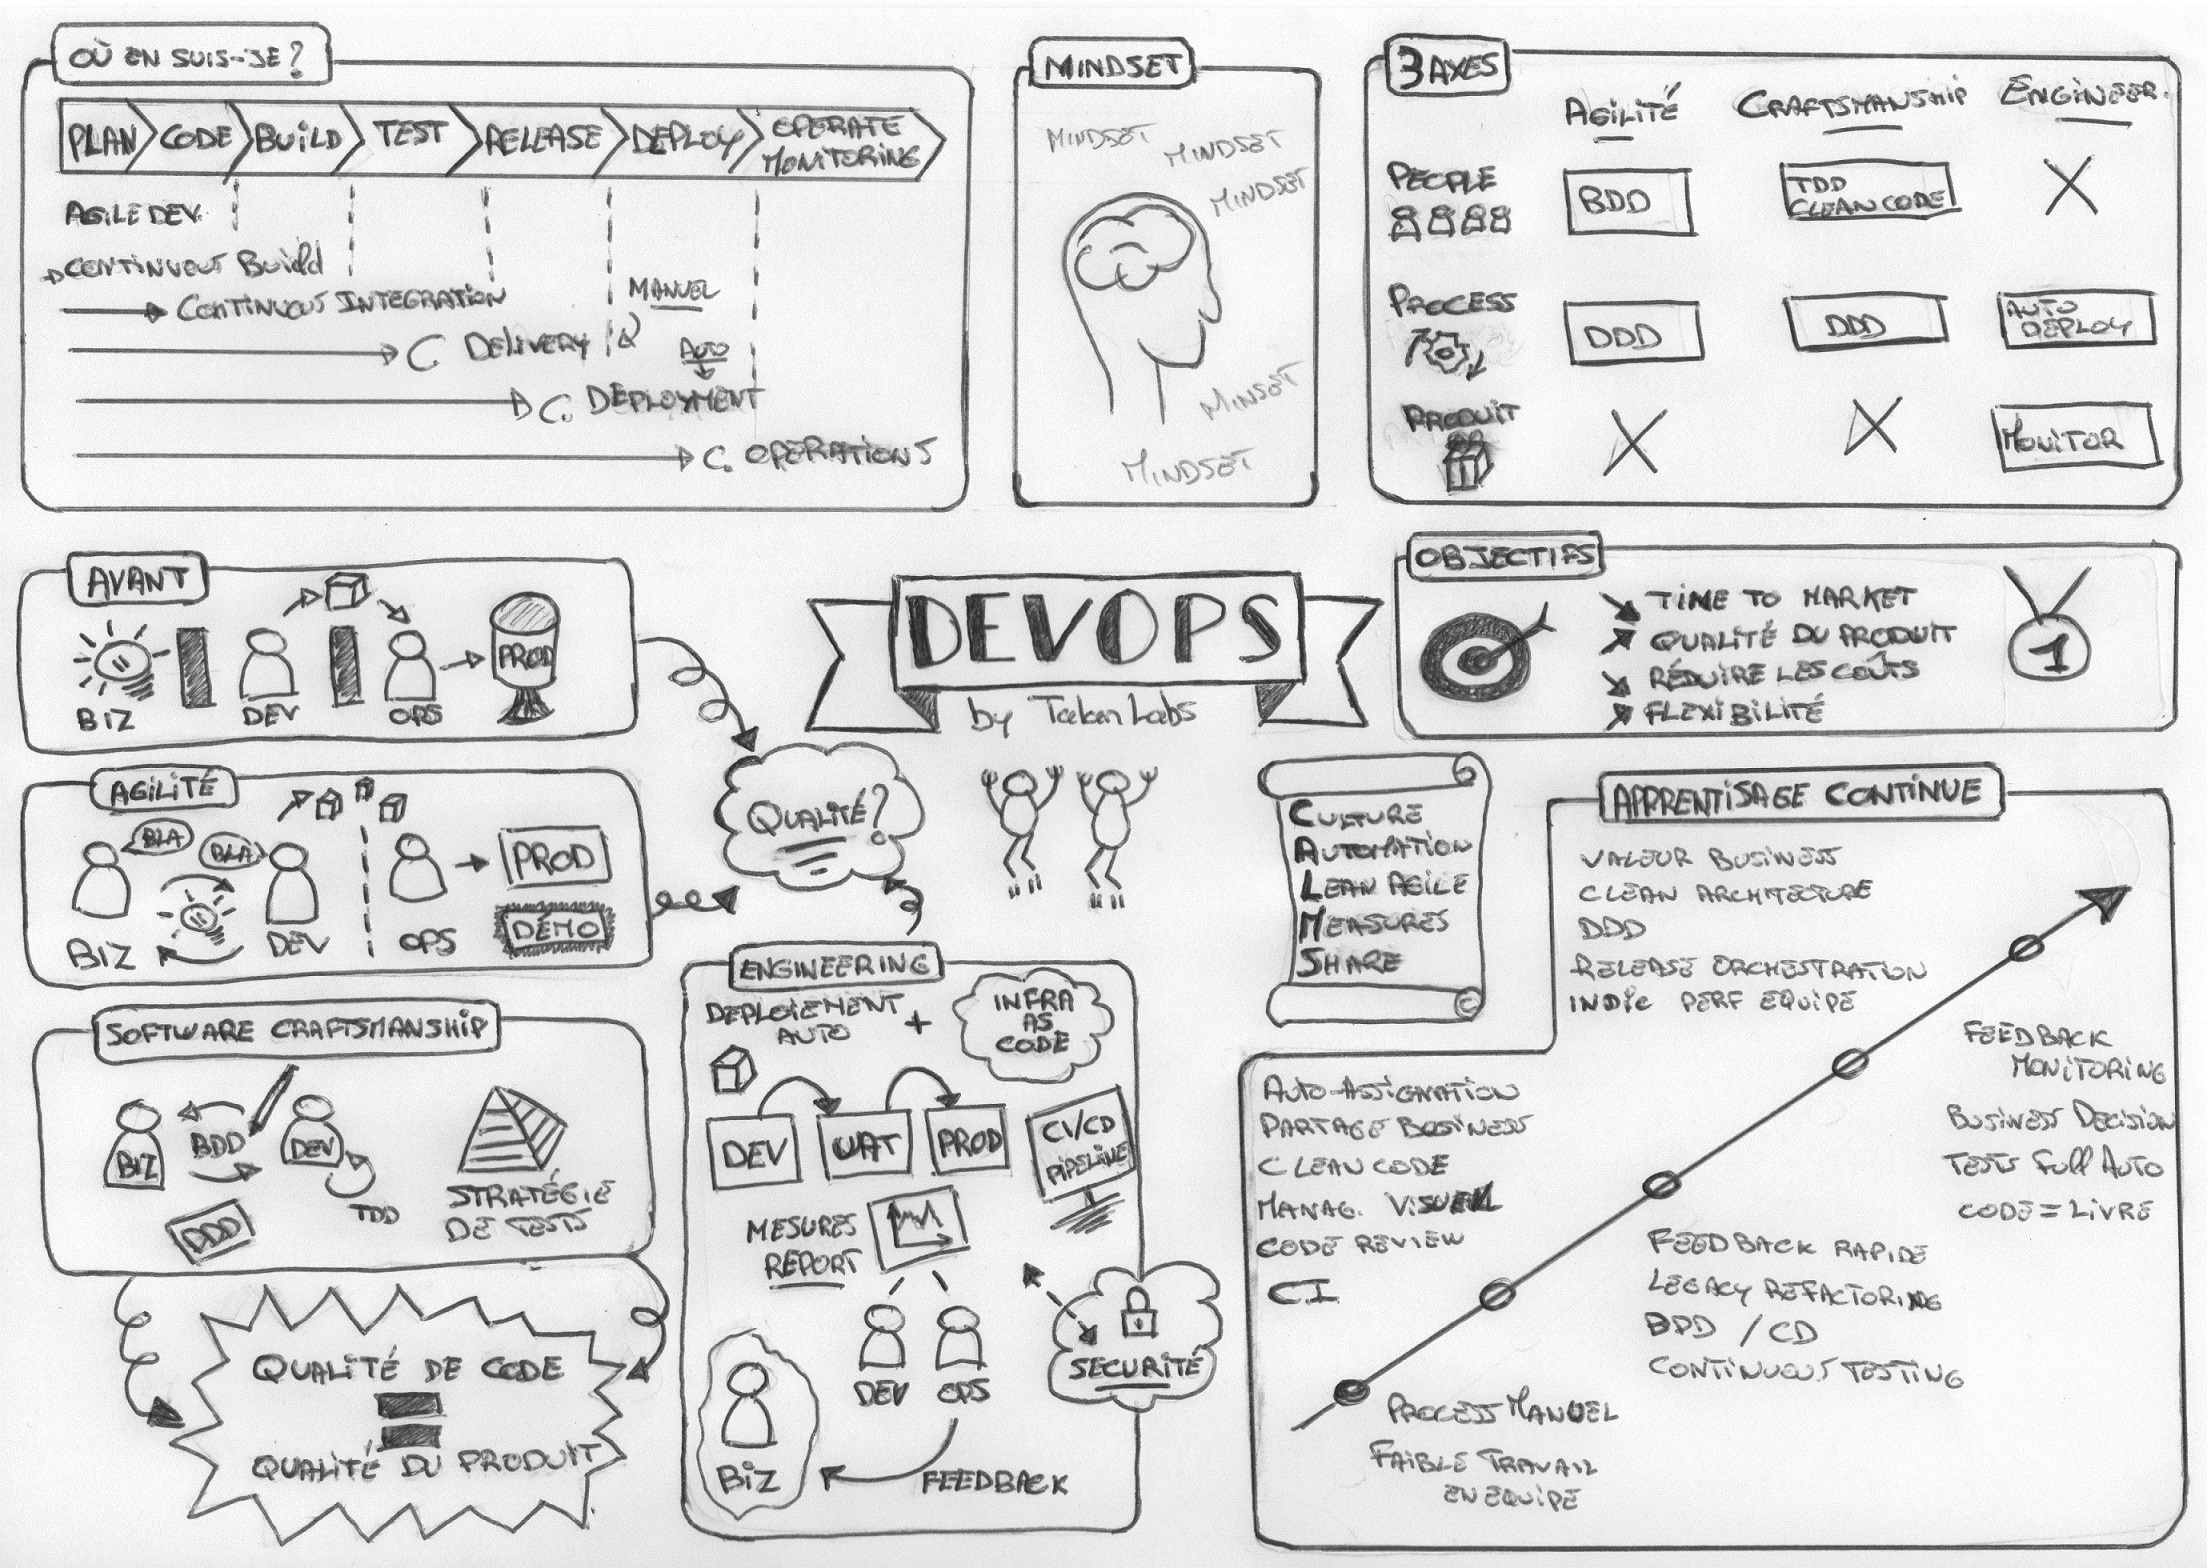 OÙ EN SUIS-JE?
PLAN CODE BUILD TEST RELEASE DEPLOY OPERATE
MONITORING
AGILE DEV.
CONTINUOUS Build
CONTINUOUS INTEGRATION
MANUEL
C. DELIVERY
AUTO
C. DEPLOYMENT
C. OPERATIONS
MINDSET
MINDSET
MINDSET
MINDSET
MINSET
MINDSET
3 AXES
AGILITÉ CRAFTSMANSHIP ENGINEER.
PEOPLE
BDD
TDD
CLEAN CODE
PROCESS
DDD
DDD
AUTO
DEPLOY
PRODUIT
MONITOR
AVANT
PROD
BIZ DEV OPS
DEVOPS
by Talan Labs
OBJECTIFS
TIME TO MARKET
QUALITÉ DU PRODUIT
RÉDUIRE LES COÛTS
FLEXIBILITÉ
1
QUALITÉ?
AGILITÉ
BLA
BLA
PROD
DÉMO
BIZ DEV OPS
CULTURE
AUTOMATION
LEAN AGILE
MEASURES
SHARE
©
SOFTWARE CRAFTSMANSHIP
BIZ
BDD
DEV
TDD
DDD
STRATÉGIE
DE TESTS
QUALITÉ DE CODE
=
QUALITÉ DU PRODUIT
ENGINEERING
DEPLOIEMENT
AUTO
+
INFRA
AS
CODE
DEV UAT PROD
CI/CD
PIPELINE
MESURES
REPORT
DEV OPS
SECURITÉ
BIZ
FEEDBACK
APPRENTISAGE CONTINUE
VALEUR BUSINESS
CLEAN ARCHITECTURE
DDD
RELEASE ORCHESTRATION
INDIC PERF EQUIPE
FEEDBACK
MONITORING
BUSINESS DECISION
TESTS Full AUTO
CODE = LIVRE
AUTO-ASSIGNATION
PARTAGE BUSINESS
CLEAN CODE
MANAG. VISUEL
CODE REVIEW
C.I.
FEEDBACK RAPIDE
LEGACY REFACTORING
BDD / CD
CONTINUOUS TESTING
PROCESS MANUEL
FAIBLE TRAVAIL
EN EQUIPE